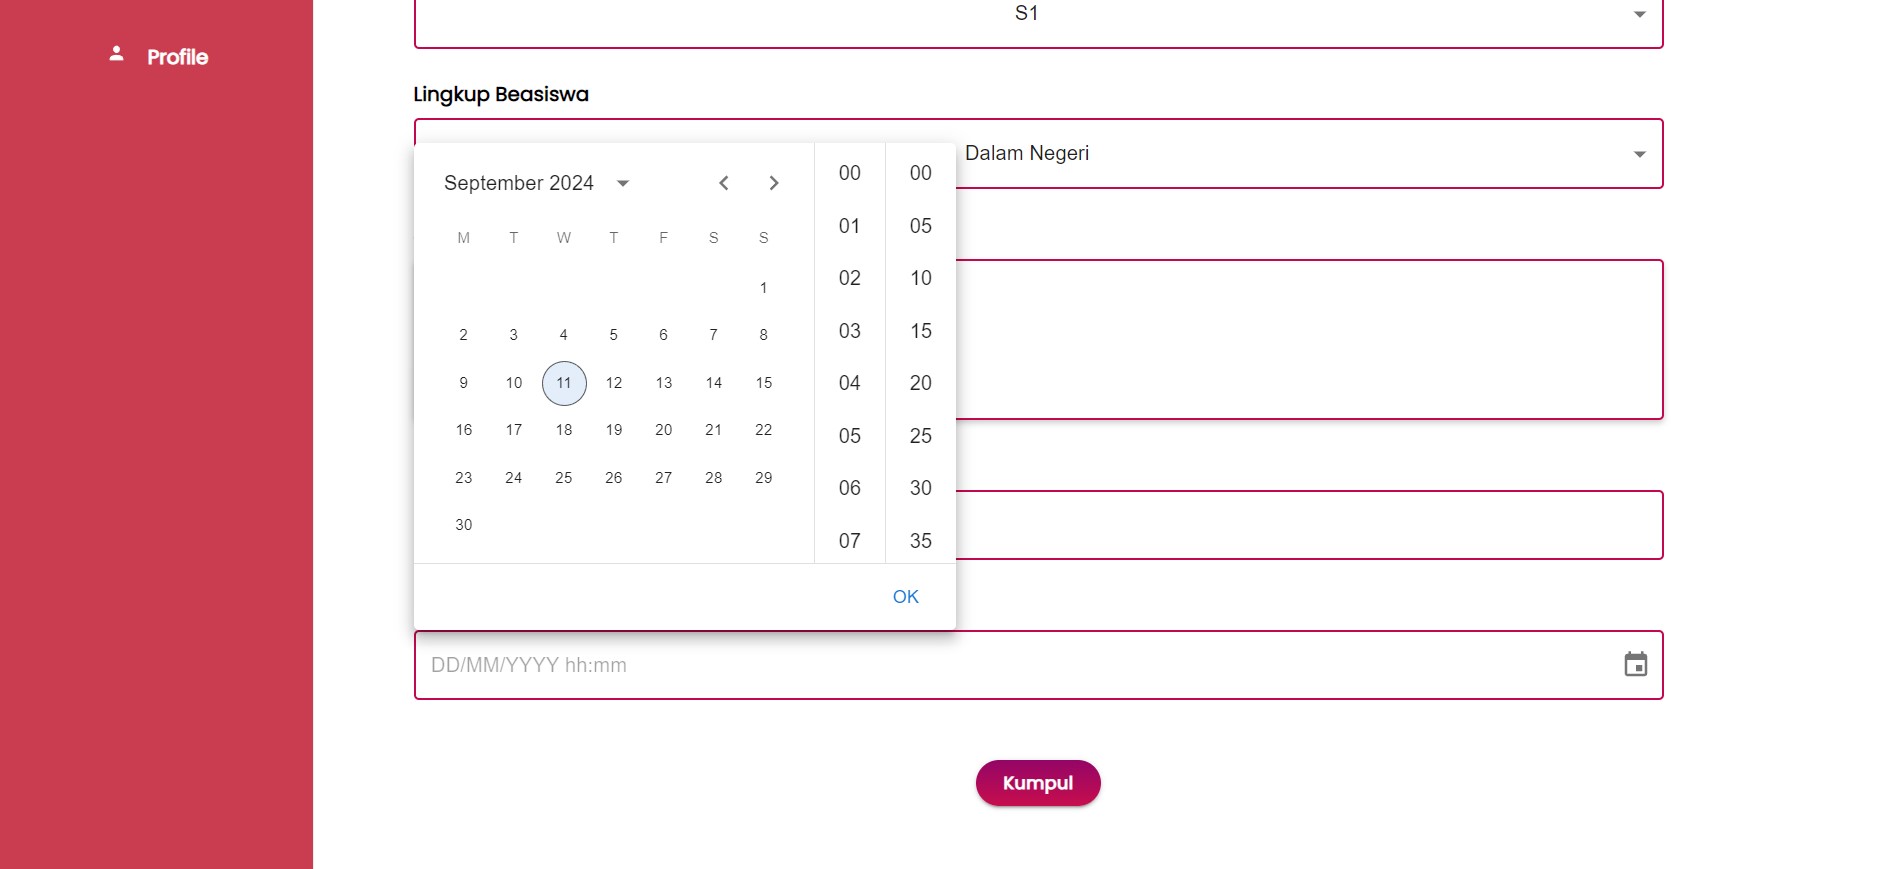 S1
Profile
Lingkup Beasiswa
Dalam Negeri
September 2024
M T W T F S S
1
2 3 4 5 6 7 8
9 10 11 12 13 14 15
16 17 18 19 20 21 22
23 24 25 26 27 28 29
30
00 00
01 05
02 10
03 15
04 20
05 25
06 30
07 35
OK
DD/MM/YYYY hh:mm
Kumpul